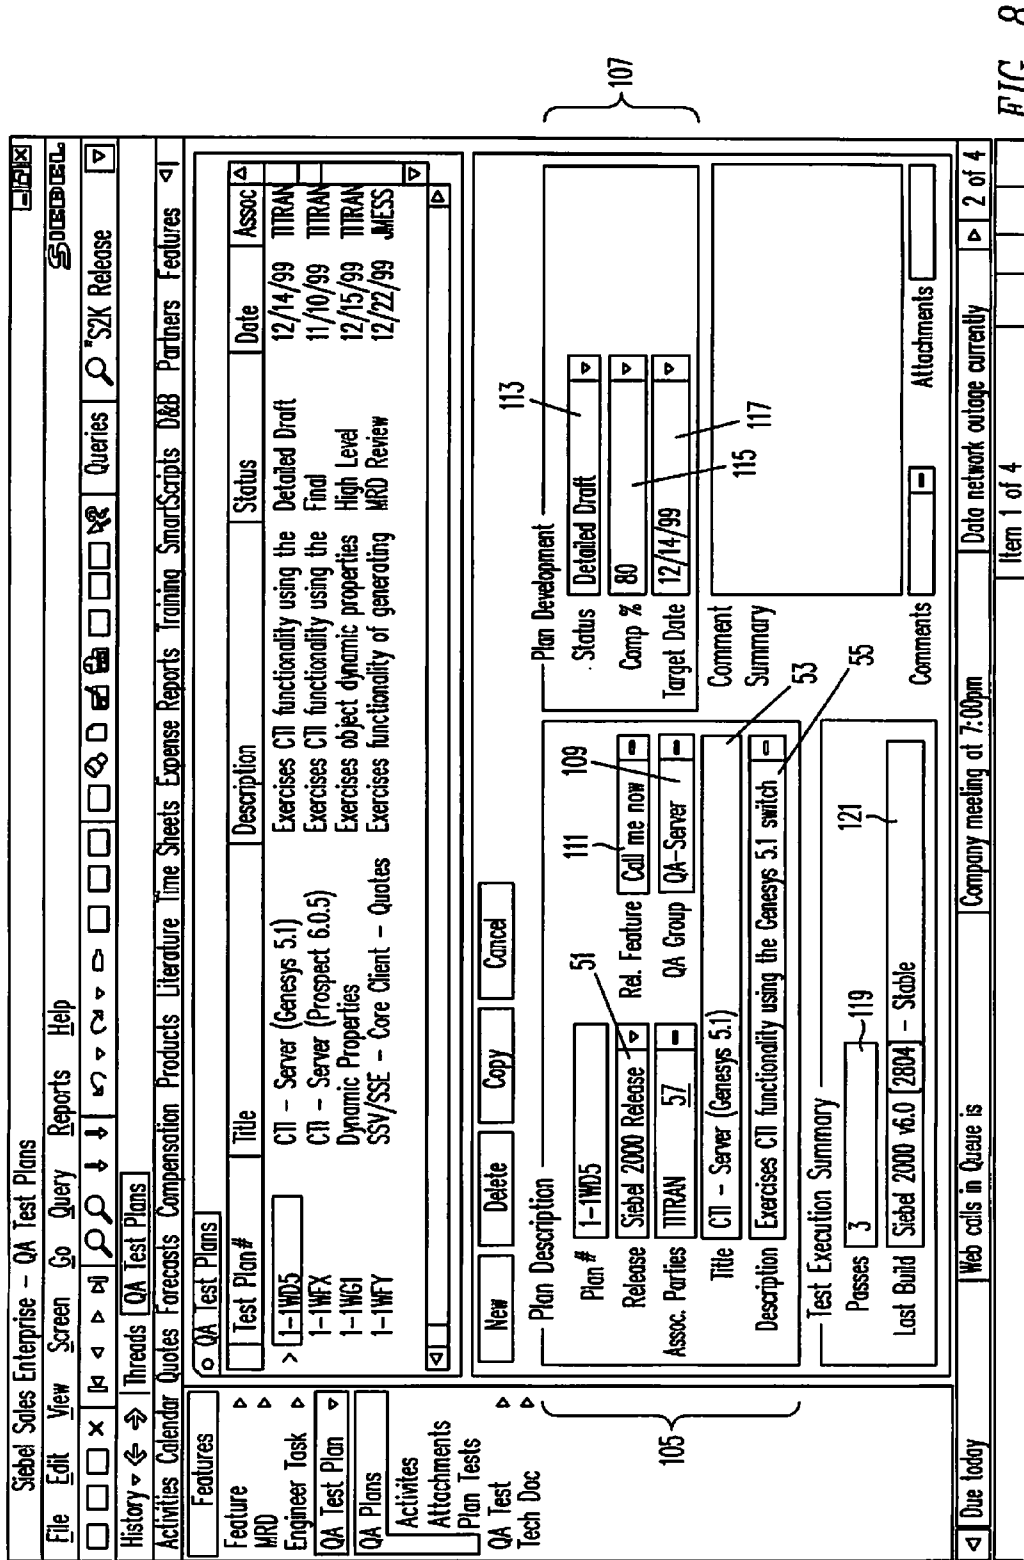 Siebel Sales Enterprise – QA Test Plans
File Edit View Screen Go Query Reports Help
SIEBEL
Queries "S2K Release
History Threads QA Test Plans
Activities Calendar Quotes Forecasts Compensation Products Literature Time Sheets Expense Reports Training SmartScripts D&B Partners Features
Features
Feature
MRD
Engineer Task
QA Test Plan
QA Plans
Activites
Attachments
Plan Tests
QA Test
Tech Doc
QA Test Plans
Test Plan# Title Description Status Date Assoc
> 1-1WD5 CTI – Server (Genesys 5.1) Exercises CTI functionality using the Detailed Draft 12/14/99 TTTRAN
1-1WFX CTI – Server (Prospect 6.0.5) Exercises CTI functionality using the Final 11/10/99 TTTRAN
1-1WG1 Dynamic Properties Exercises object dynamic properties High Level 12/15/99 TTTRAN
1-1WFY SSV/SSE – Core Client – Quotes Exercises functionality of generating MRD Review 12/22/99 JMESS
New Delete Copy Cancel
Plan Description
Plan # 1-1WD5
Release Siebel 2000 Release
51
Rel. Feature Call me now
111
Assoc. Parties TTTRAN 57
QA Group QA-Server
109
Title CTI – Server (Genesys 5.1)
53
Description Exercises CTI functionality using the Genesys 5.1 switch
55
105
Plan Development
Status Detailed Draft
113
Comp % 80
115
Target Date 12/14/99
117
107
Comment
Summary
Comments
Attachments
Test Execution Summary
Passes 3
119
Last Build Siebel 2000 v6.0 [2804] – Stable
121
Due today Web calls in Queue is Company meeting at 7:00pm Data network outage currently 2 of 4
Item 1 of 4
FIG. 8